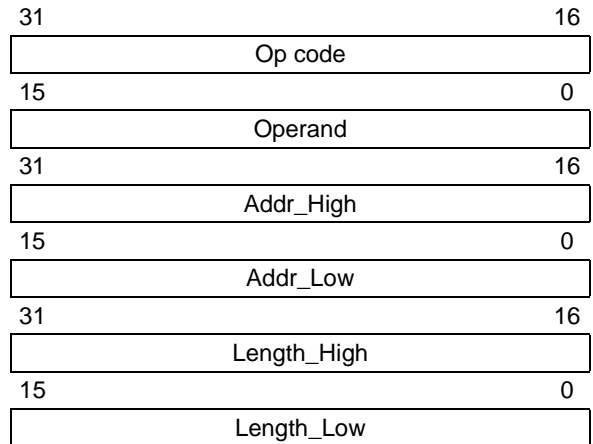 31 16
Op code
15 0
Operand
31 16
Addr_High
15 0
Addr_Low
31 16
Length_High
15 0
Length_Low